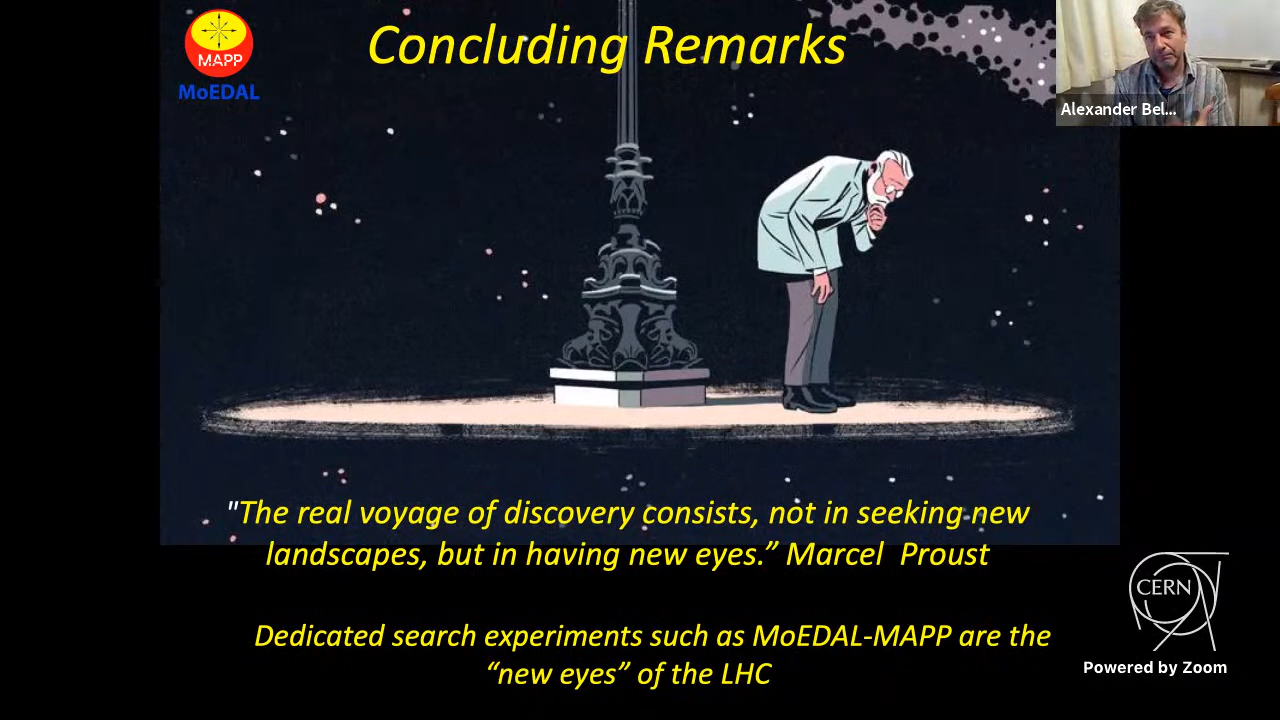 MAPP
MoEDAL
Concluding Remarks
Alexander Bel...
"The real voyage of discovery consists, not in seeking new
landscapes, but in having new eyes.” Marcel Proust
Dedicated search experiments such as MoEDAL-MAPP are the
“new eyes” of the LHC
CERN
Powered by Zoom